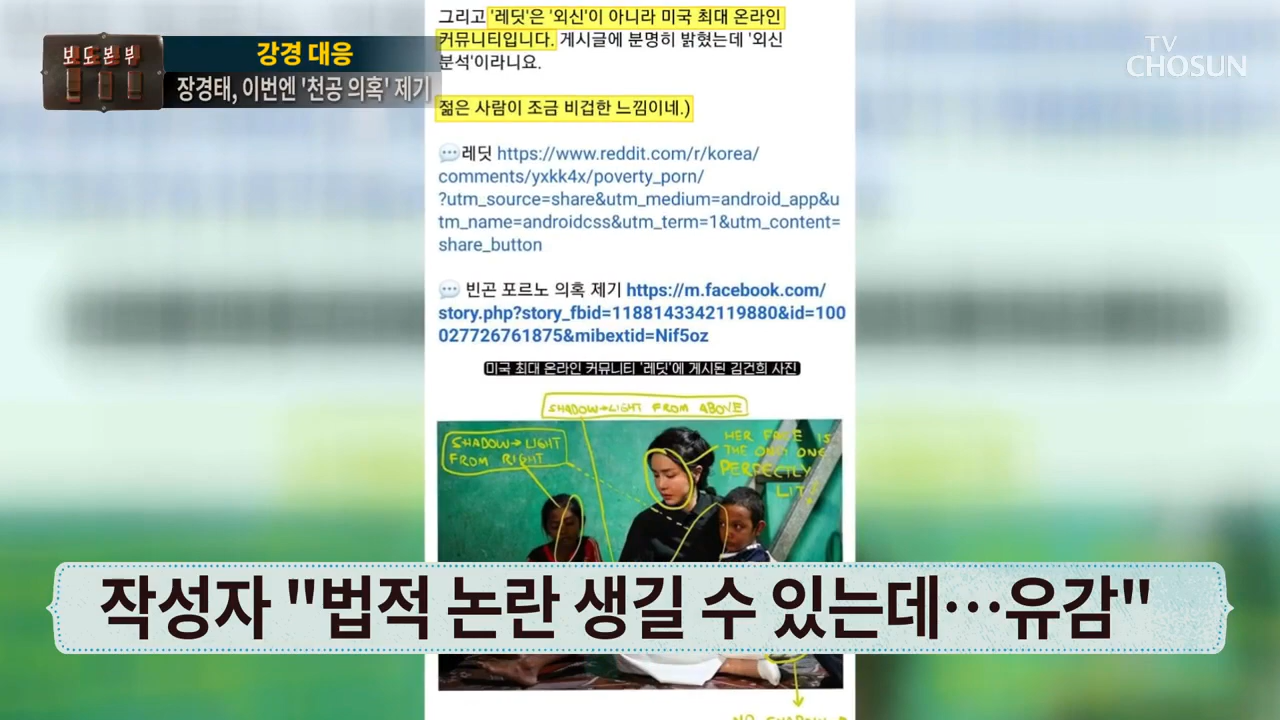 그리고 '레딧'은 '외신'이 아니라 미국 최대 온라인
커뮤니티입니다. 게시글에 분명히 밝혔는데 '외신
분석'이라니요.
TV
CHOSUN
보도본부
강경 대응
장경태, 이번엔 '천공 의혹' 제기
젊은 사람이 조금 비겁한 느낌이네.)
레딧 https://www.reddit.com/r/korea/
comments/yxkk4x/poverty_porn/
?utm_source=share&utm_medium=android_app&u
tm_name=androidcss&utm_term=1&utm_content=
share_button
빈곤 포르노 의혹 제기 https://m.facebook.com/
story.php?story_fbid=1188143342119880&id=100
027726761875&mibextid=Nif5oz
미국 최대 온라인 커뮤니티 '레딧'에 게시된 김건희 사진
SHADOW→LIGHT FROM ABOVE
SHADOW→LIGHT
FROM RIGHT
HER FACE IS
THE ONLY ONE
PERFECTLY
LIT
작성자 "법적 논란 생길 수 있는데…유감"
NO SHADOW